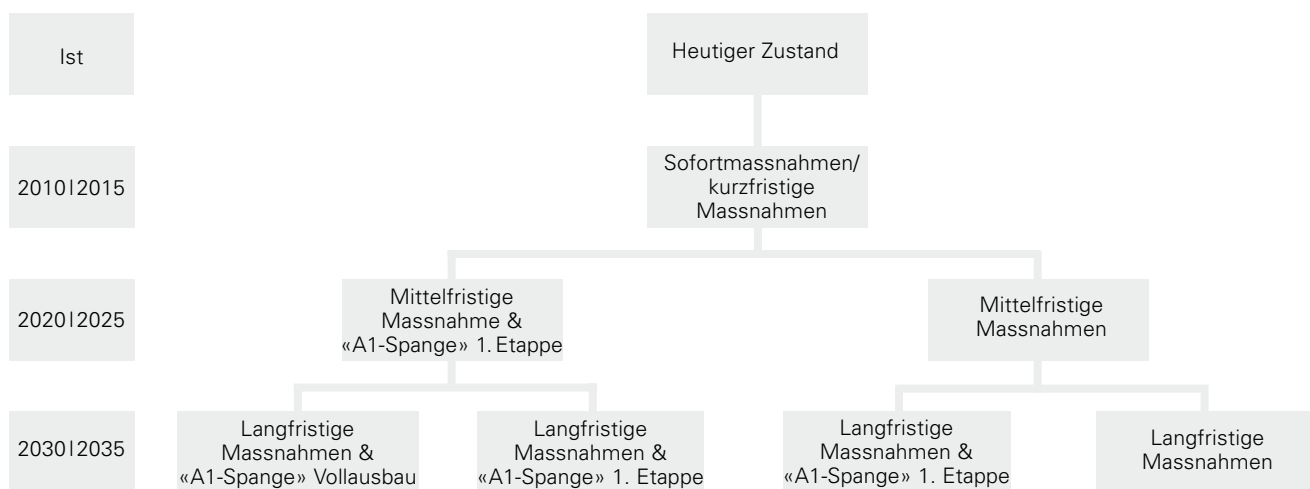 Ist
Heutiger Zustand
2010|2015
Sofortmassnahmen/
kurzfristige
Massnahmen
2020|2025
Mittelfristige
Massnahme &
«A1-Spange» 1. Etappe
Mittelfristige
Massnahmen
2030|2035
Langfristige
Massnahmen &
«A1-Spange» Vollausbau
Langfristige
Massnahmen &
«A1-Spange» 1. Etappe
Langfristige
Massnahmen &
«A1-Spange» 1. Etappe
Langfristige
Massnahmen